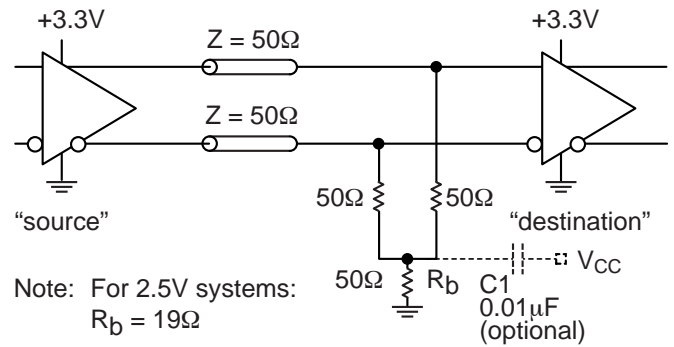 +3.3V
+3.3V
Z = 50Ω
Z = 50Ω
50Ω
50Ω
“source”
“destination”
50Ω
Rb
C1
0.01μF
(optional)
VCC
Note: For 2.5V systems:
Rb = 19Ω